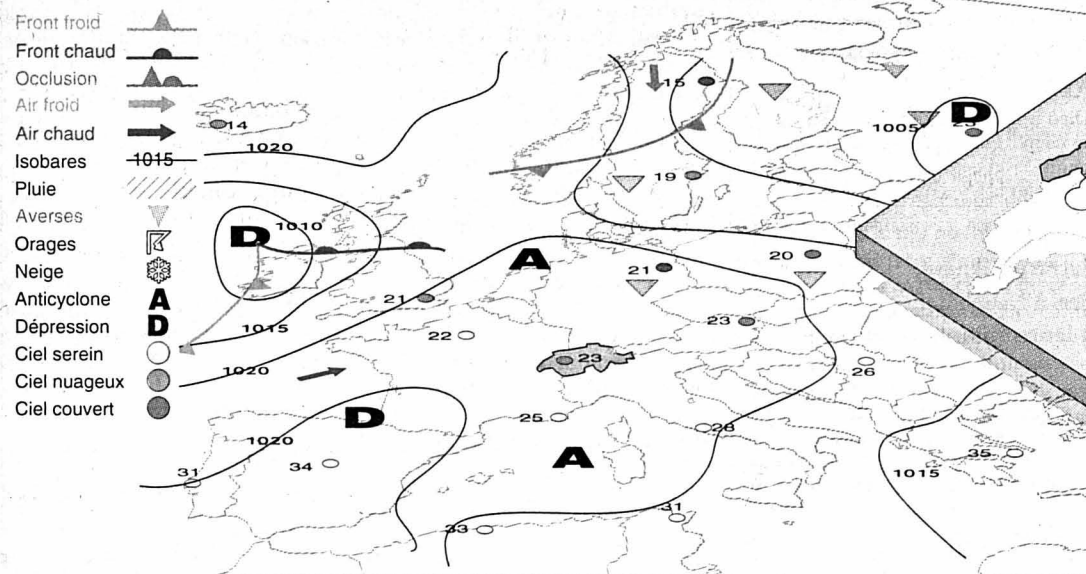 Front froid
Front chaud
Occlusion
Air froid
Air chaud
Isobares 1015
Pluie
Averses
Orages
Neige
Anticyclone A
Dépression D
Ciel serein
Ciel nuageux
Ciel couvert
15
14
D
1005
23
1020
19
1010
D
20
A
21
21
1015
23
22
23
1020
26
25
D
28
1020
A
35
34
31
1015
31
33